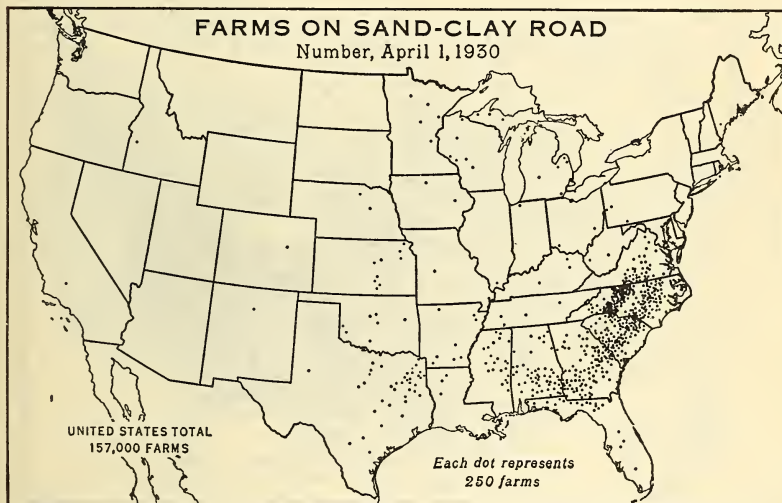 FARMS ON SAND-CLAY ROAD
Number, April 1, 1930
UNITED STATES TOTAL
157,000 FARMS
Each dot represents
250 farms